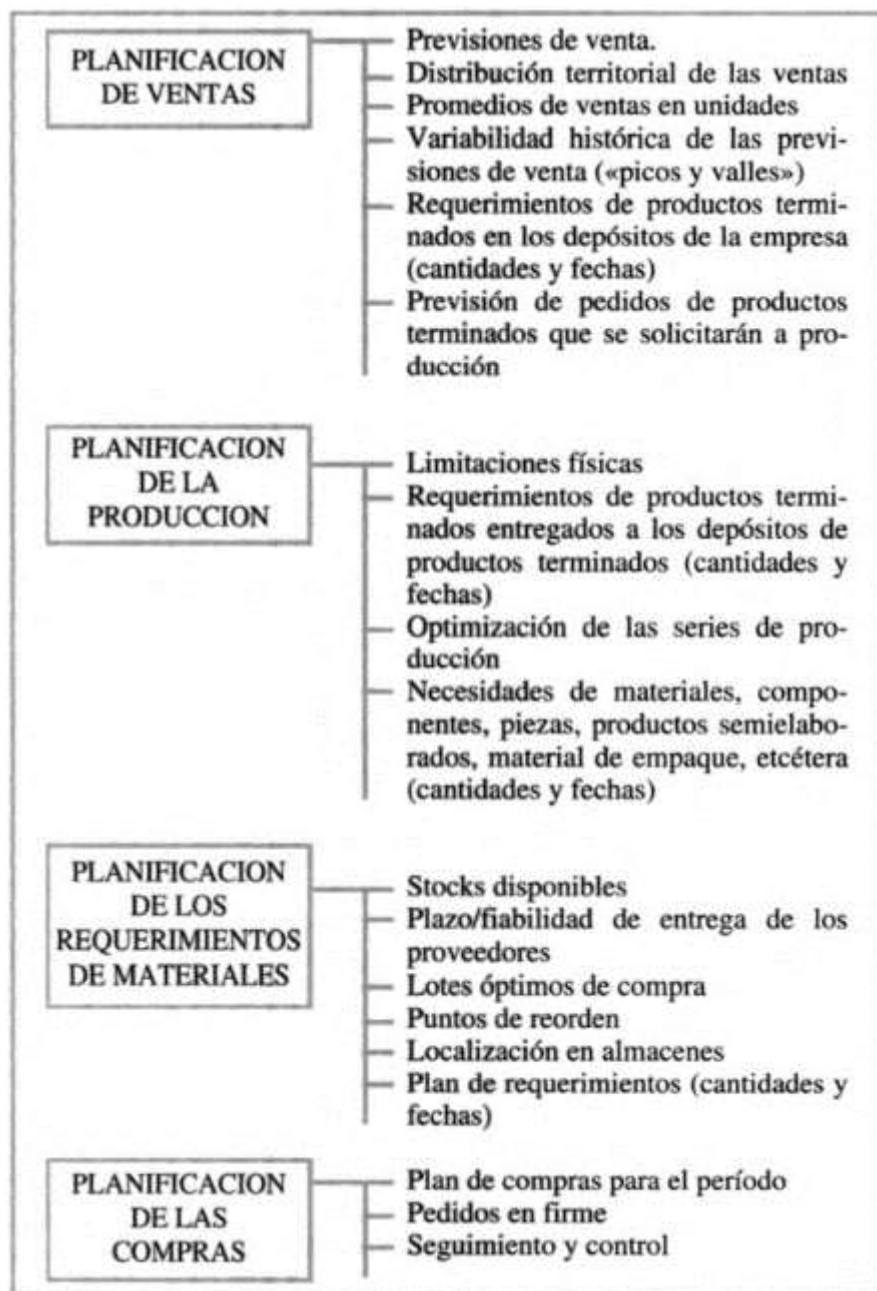 PLANIFICACION
DE VENTAS
Previsiones de venta.
Distribución territorial de las ventas
Promedios de ventas en unidades
Variabilidad histórica de las previ-
siones de venta («picos y valles»)
Requerimientos de productos termi-
nados en los depósitos de la empresa
(cantidades y fechas)
Previsión de pedidos de productos
terminados que se solicitarán a pro-
ducción
PLANIFICACION
DE LA
PRODUCCION
Limitaciones físicas
Requerimientos de productos termi-
nados entregados a los depósitos de
productos terminados (cantidades y
fechas)
Optimización de las series de pro-
ducción
Necesidades de materiales, compo-
nentes, piezas, productos semielabo-
rados, material de empaque, etcétera
(cantidades y fechas)
PLANIFICACION
DE LOS
REQUERIMIENTOS
DE MATERIALES
Stocks disponibles
Plazo/fiabilidad de entrega de los
proveedores
Lotes óptimos de compra
Puntos de reorden
Localización en almacenes
Plan de requerimientos (cantidades y
fechas)
PLANIFICACION
DE LAS
COMPRAS
Plan de compras para el período
Pedidos en firme
Seguimiento y control